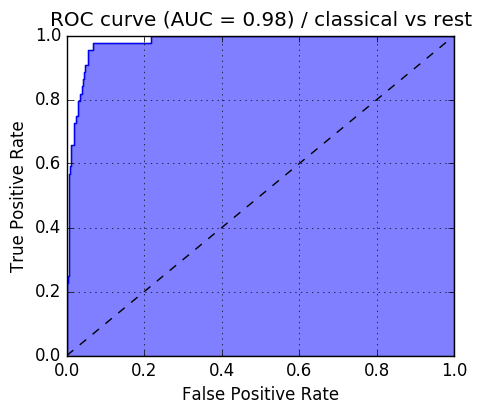 ROC curve (AUC = 0.98) / classical vs rest
1.0
0.8
0.6
0.4
0.2
0.0
True Positive Rate
0.0 0.2 0.4 0.6 0.8 1.0
False Positive Rate